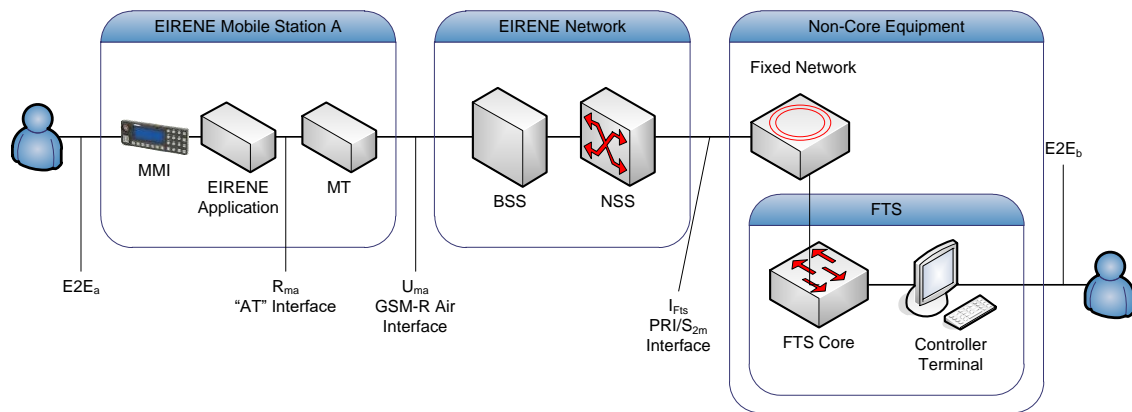 EIRENE Mobile Station A
EIRENE Network
Non-Core Equipment
Fixed Network
MMI
EIRENE
Application
MT
BSS
NSS
E2Eb
FTS
E2Ea
Rma
“AT” Interface
Uma
GSM-R Air
Interface
IFts
PRI/S2m
Interface
FTS Core
Controller
Terminal